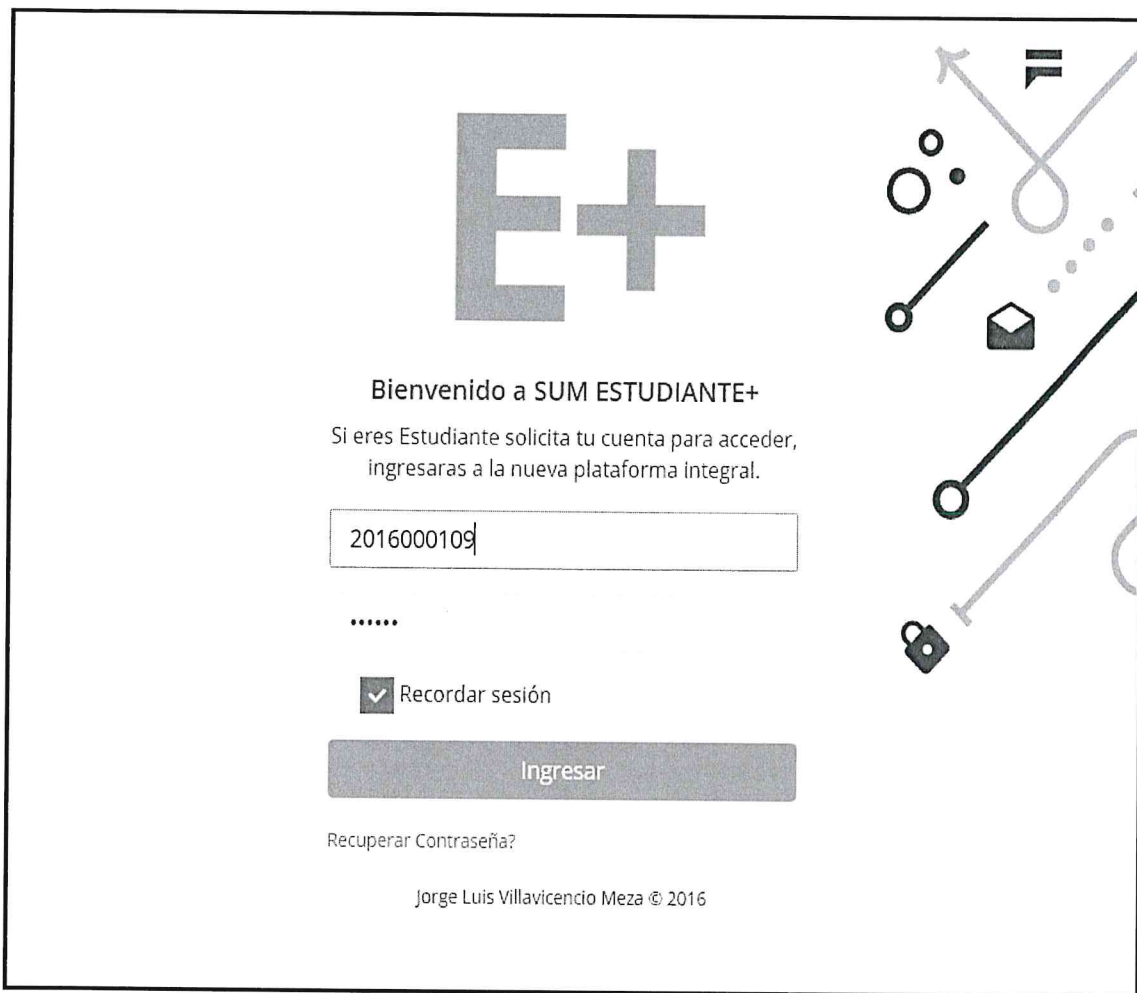 E+
Bienvenido a SUM ESTUDIANTE+
Si eres Estudiante solicita tu cuenta para acceder,
ingresaras a la nueva plataforma integral.
2016000109
••••••
Recordar sesión
Ingresar
Recuperar Contraseña?
Jorge Luis Villavicencio Meza © 2016